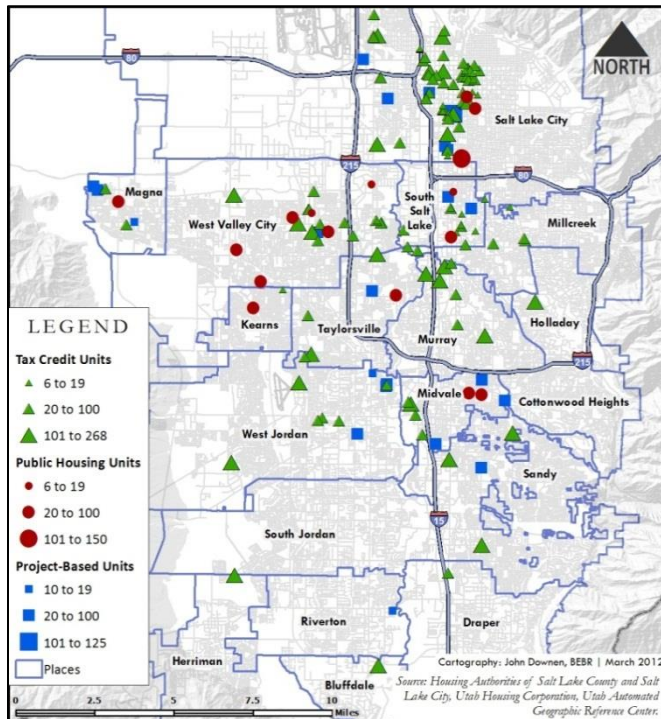 NORTH
80
Salt Lake City
215
Magna
80
South
Salt
Lake
West Valley City
Millcreek
LEGEND
Tax Credit Units
6 to 19
20 to 100
101 to 268
Public Housing Units
6 to 19
20 to 100
101 to 150
Project-Based Units
10 to 19
20 to 100
101 to 125
Places
Kearns
Taylorsville
Holladay
Murray
215
Midvale
Cottonwood Heights
West Jordan
Sandy
15
South Jordan
Riverton
Draper
Herriman
Bluffdale
Cartography: John Downen, BEBR | March 2012
Source: Housing Authorities of Salt Lake County and Salt
Lake City, Utah Housing Corporation, Utah Automated
Geographic Reference Center.
0 2.5 5 7.5 10
Miles